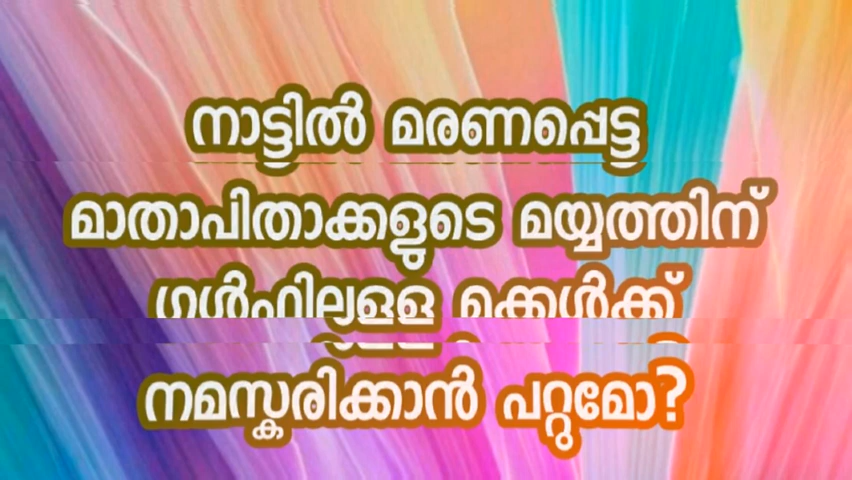 നാട്ടിൽ മരണപ്പെട്ട
മാതാപിതാക്കളുടെ മയ്യത്തിന്
ഗൾഫിലുള്ള മക്കൾക്ക്
നമസ്കരിക്കാൻ പറ്റുമോ?